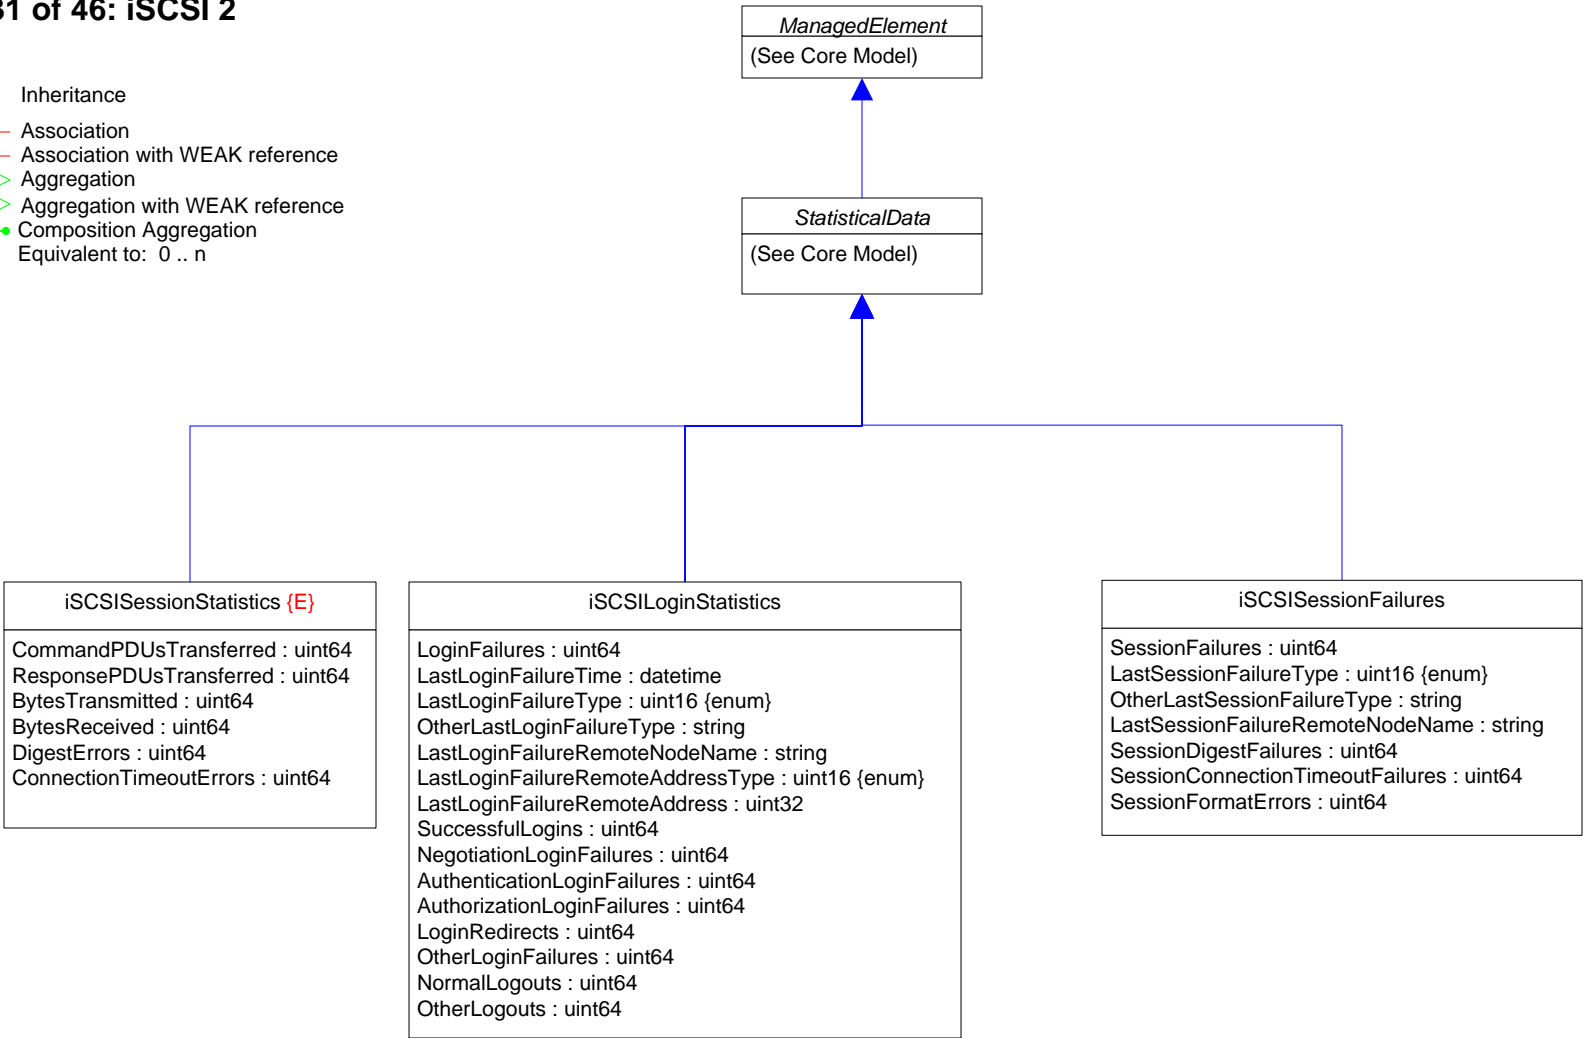 31 of 46: iSCSI 2
Inheritance
Association
Association with WEAK reference
Aggregation
Aggregation with WEAK reference
Composition Aggregation
Equivalent to: 0 .. n
ManagedElement
(See Core Model)
StatisticalData
(See Core Model)
iSCSISessionStatistics {E}
CommandPDUsTransferred : uint64
ResponsePDUsTransferred : uint64
BytesTransmitted : uint64
BytesReceived : uint64
DigestErrors : uint64
ConnectionTimeoutErrors : uint64
iSCSILoginStatistics
LoginFailures : uint64
LastLoginFailureTime : datetime
LastLoginFailureType : uint16 {enum}
OtherLastLoginFailureType : string
LastLoginFailureRemoteNodeName : string
LastLoginFailureRemoteAddressType : uint16 {enum}
LastLoginFailureRemoteAddress : uint32
SuccessfulLogins : uint64
NegotiationLoginFailures : uint64
AuthenticationLoginFailures : uint64
AuthorizationLoginFailures : uint64
LoginRedirects : uint64
OtherLoginFailures : uint64
NormalLogouts : uint64
OtherLogouts : uint64
iSCSISessionFailures
SessionFailures : uint64
LastSessionFailureType : uint16 {enum}
OtherLastSessionFailureType : string
LastSessionFailureRemoteNodeName : string
SessionDigestFailures : uint64
SessionConnectionTimeoutFailures : uint64
SessionFormatErrors : uint64